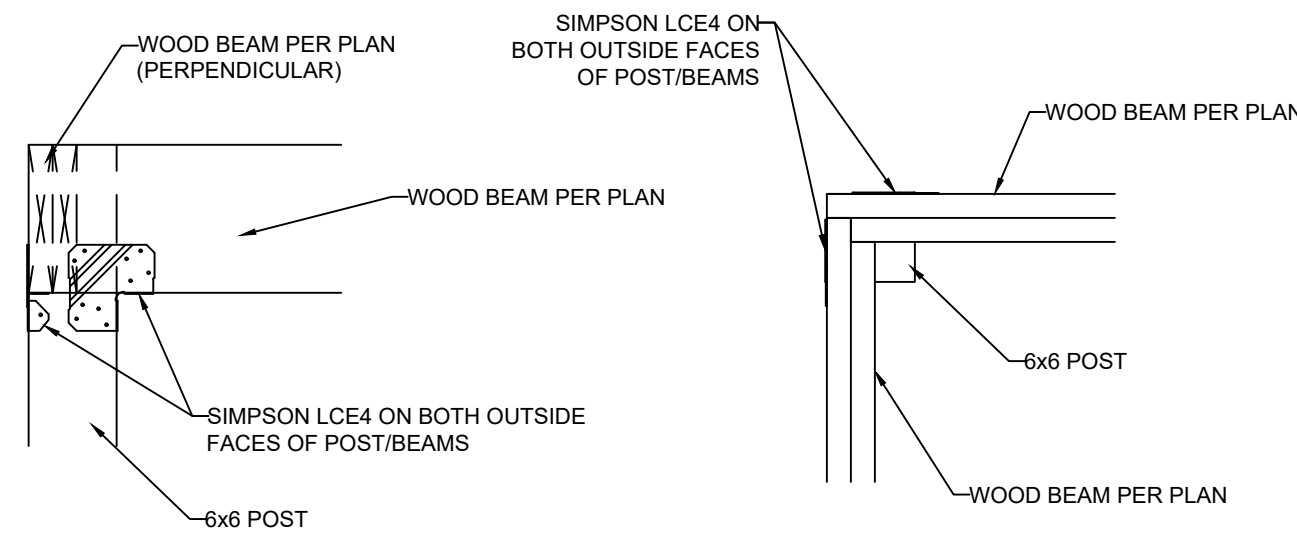 WOOD BEAM PER PLAN
(PERPENDICULAR)
WOOD BEAM PER PLAN
SIMPSON LCE4 ON BOTH OUTSIDE
FACES OF POST/BEAMS
6x6 POST
SIMPSON LCE4 ON
BOTH OUTSIDE FACES
OF POST/BEAMS
WOOD BEAM PER PLAN
6x6 POST
WOOD BEAM PER PLAN